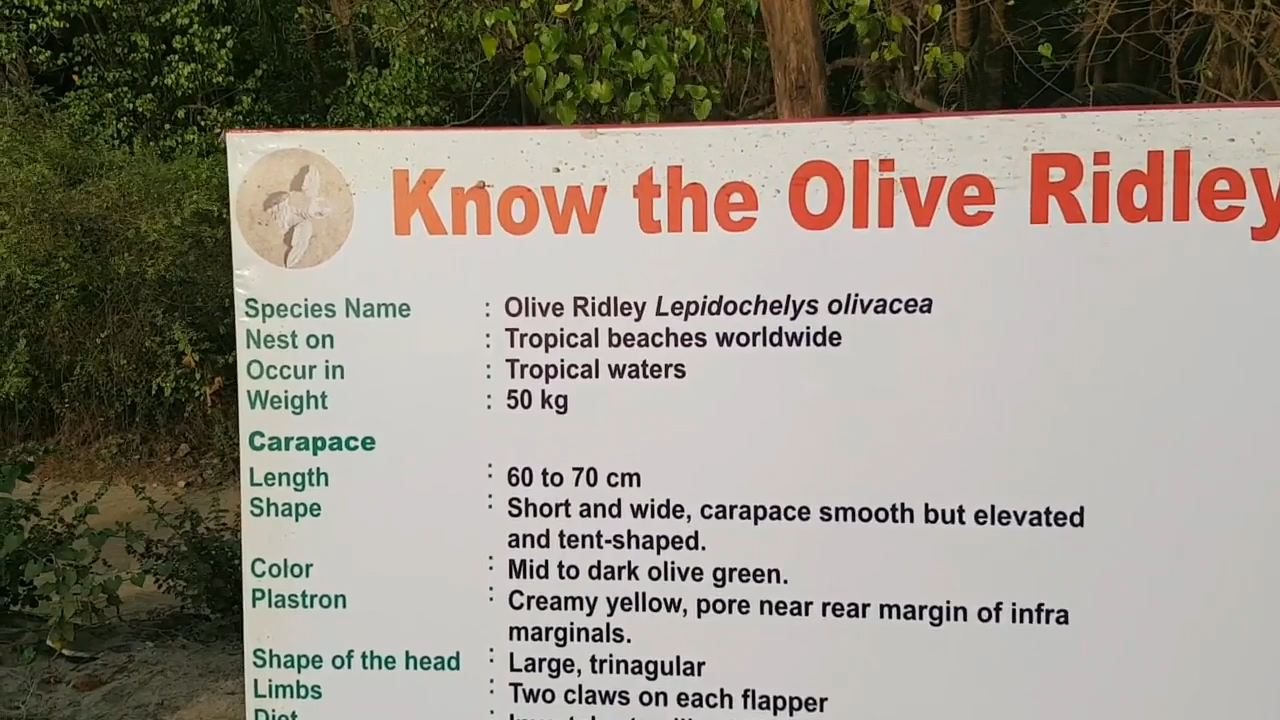 Know the Olive Ridley
Species Name : Olive Ridley Lepidochelys olivacea
Nest on : Tropical beaches worldwide
Occur in : Tropical waters
Weight : 50 kg
Carapace
Length : 60 to 70 cm
Shape : Short and wide, carapace smooth but elevated
and tent-shaped.
Color : Mid to dark olive green.
Plastron : Creamy yellow, pore near rear margin of infra
marginals.
Shape of the head : Large, trinagular
Limbs : Two claws on each flapper
Diet :